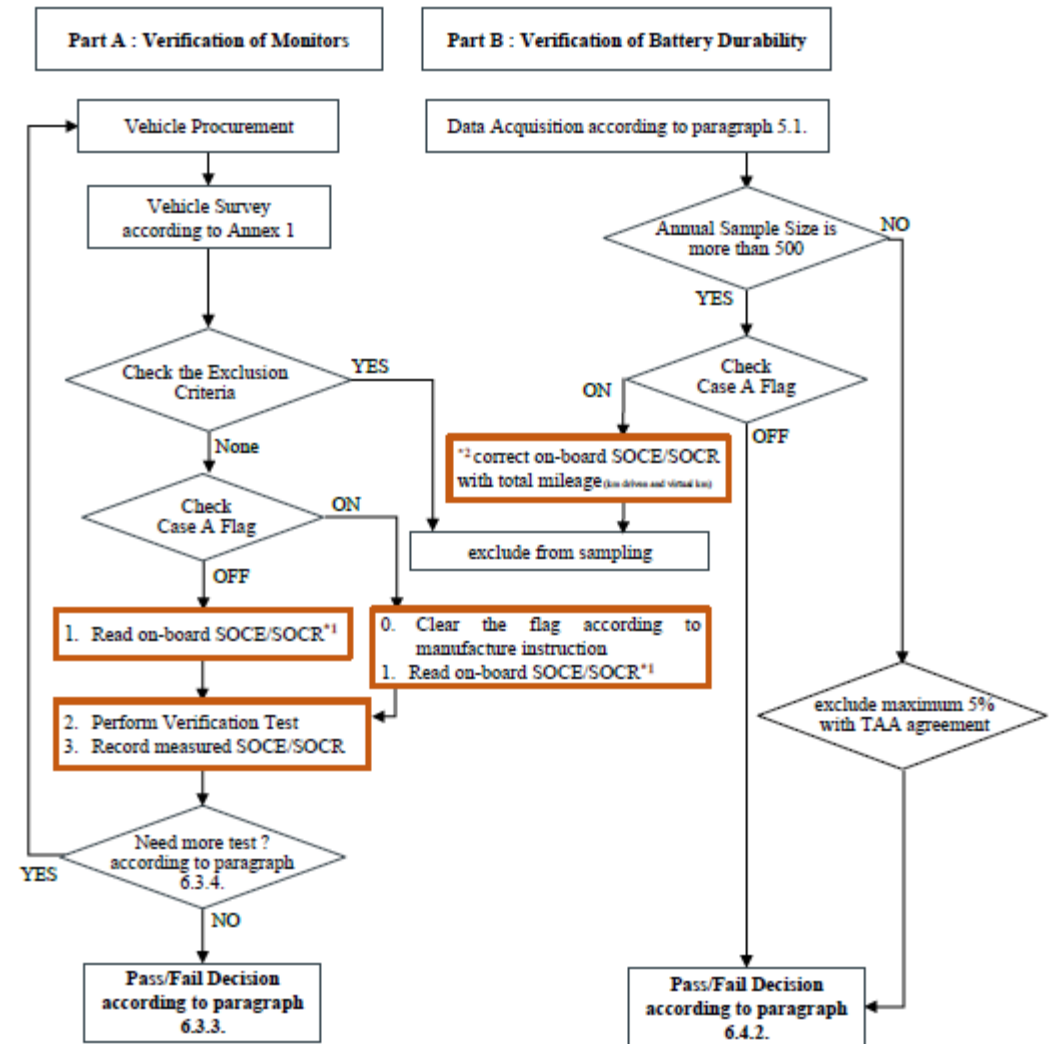 Part A : Verification of Monitors
Part B : Verification of Battery Durability
Vehicle Procurement
Vehicle Survey
according to Annex 1
Check the Exclusion
Criteria
YES
None
Check
Case A Flag
ON
OFF
1. Read on-board SOCE/SOCR*1
0. Clear the flag according to
manufacture instruction
1. Read on-board SOCE/SOCR*1
2. Perform Verification Test
3. Record measured SOCE/SOCR
Need more test ?
according to paragraph
6.3.4.
YES
NO
Pass/Fail Decision
according to paragraph
6.3.3.
Data Acquisition according to paragraph 5.1.
Annual Sample Size is
more than 500
NO
YES
Check
Case A Flag
ON
OFF
*2 correct on-board SOCE/SOCR
with total mileage (km driven and virtual km)
exclude from sampling
exclude maximum 5%
with TAA agreement
Pass/Fail Decision
according to paragraph
6.4.2.